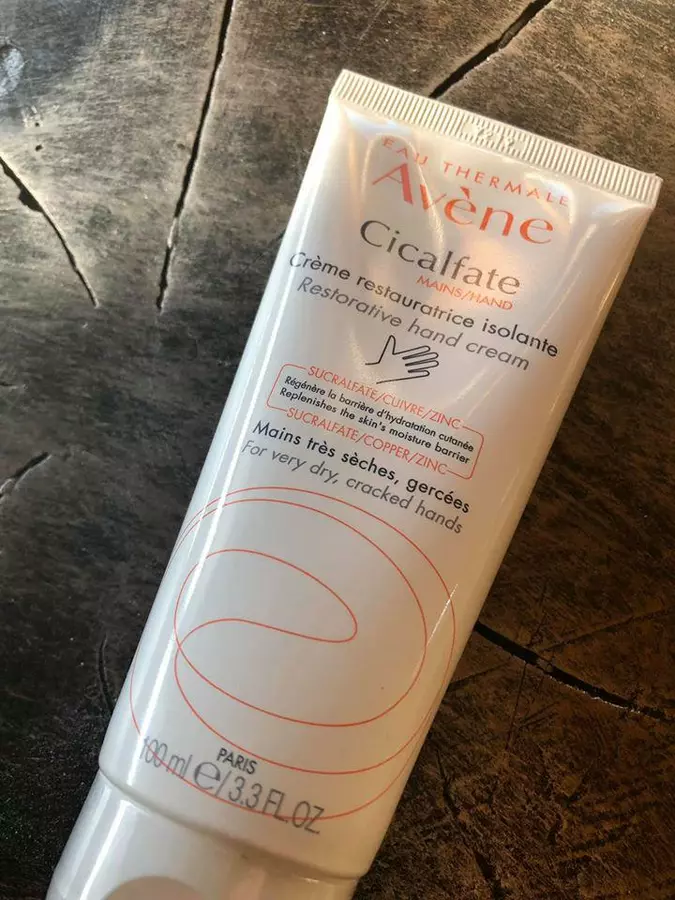 EAU THERMALE
Avène
Cicalfate
MAINS/HAND
Crème restauratrice isolante
Restorative hand cream
SUCRALFATE/CUIVRE/ZINC
Régénère la barrière d'hydratation cutanée
Replenishes the skin's moisture barrier
SUCRALFATE/COPPER/ZINC
Mains très sèches, gercées
For very dry, cracked hands
PARIS
100 ml e/3.3 FL.OZ